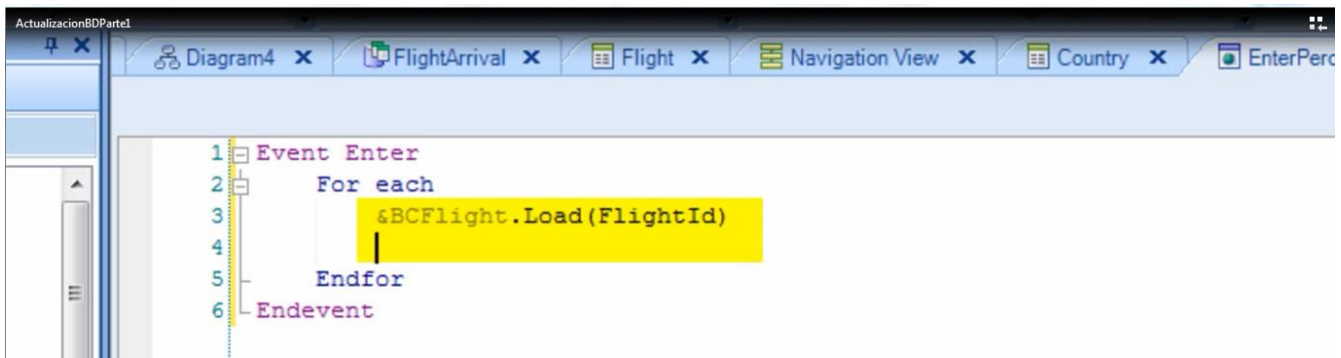 ActualizacionBDParte1
Diagram4 FlightArrival Flight Navigation View Country EnterPerc
1 Event Enter
2 For each
3 &BCFlight.Load(FlightId)
4
5 Endfor
6 Endevent